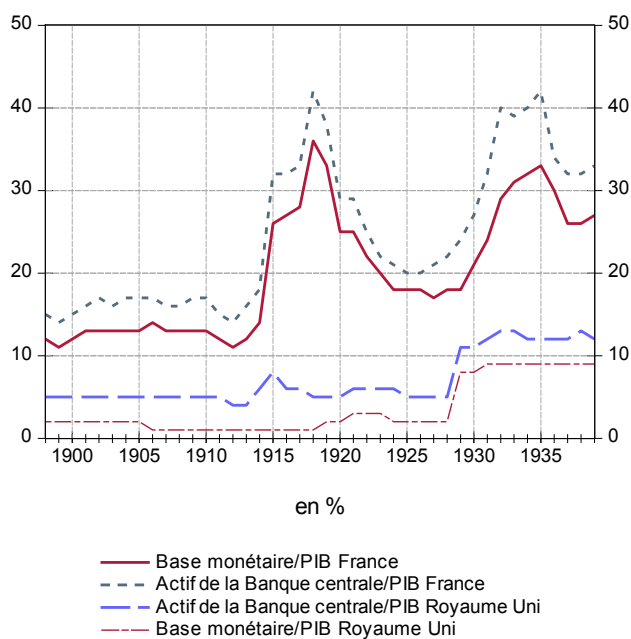 50 50
40 40
30 30
20 20
10 10
0 0
1900 1905 1910 1915 1920 1925 1930 1935
en %
Base monétaire/PIB France
Actif de la Banque centrale/PIB France
Actif de la Banque centrale/PIB Royaume Uni
Base monétaire/PIB Royaume Uni